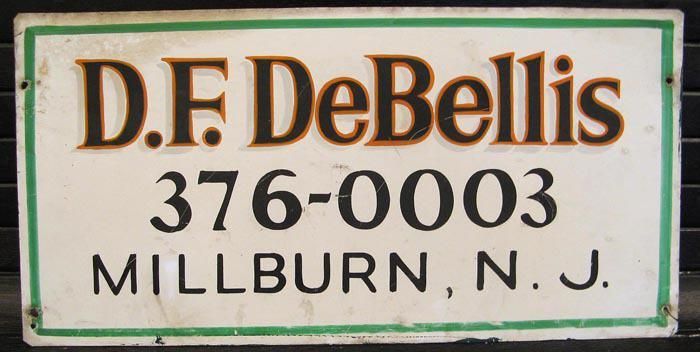 D.F. DeBellis
376-0003
MILLBURN, N. J.